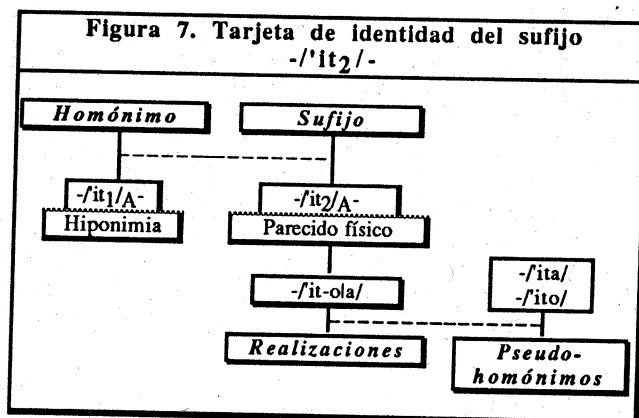 Figura 7. Tarjeta de identidad del sufijo
-/'it2/-
Homónimo
Sufijo
-/'it1/A-
-/'it2/A-
Hiponimia
Parecido físico
-/'it-o|a/
-/'ita/
-/'ito/
Realizaciones
Pseudo-
homónimos